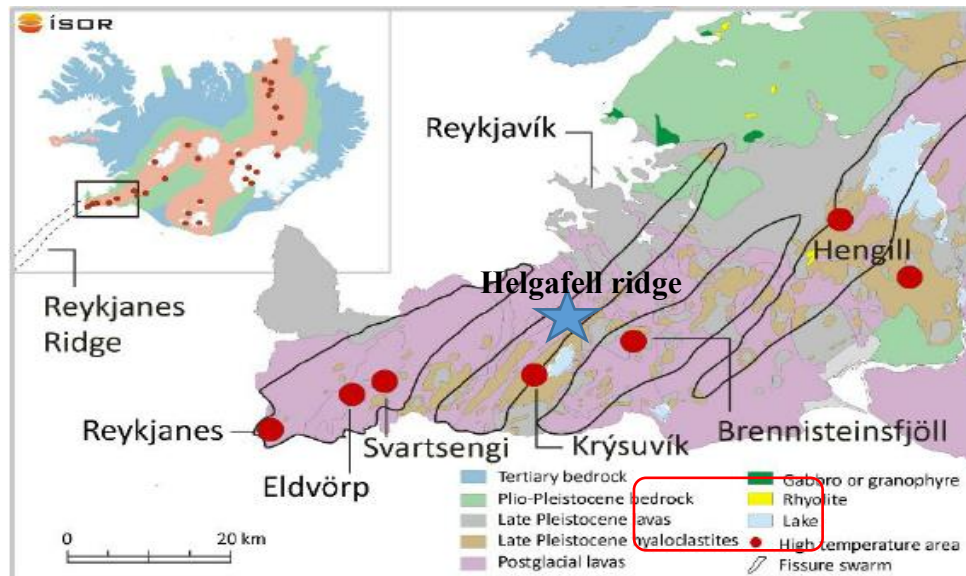 ÍSOR
Reykjavík
Helgafell ridge
Hengill
Reykjanes
Ridge
Reykjanes
Svartsengi
Krýsuvík
Brennisteinsfjöll
Eldvörp
Tertiary bedrock
Plio-Pleistocene bedrock
Late Pleistocene lavas
Late Pleistocene hyaloclastites
Postglacial lavas
Gabbro or granophyre
Rhyolite
Lake
High temperature area
Fissure swarm
0 20 km